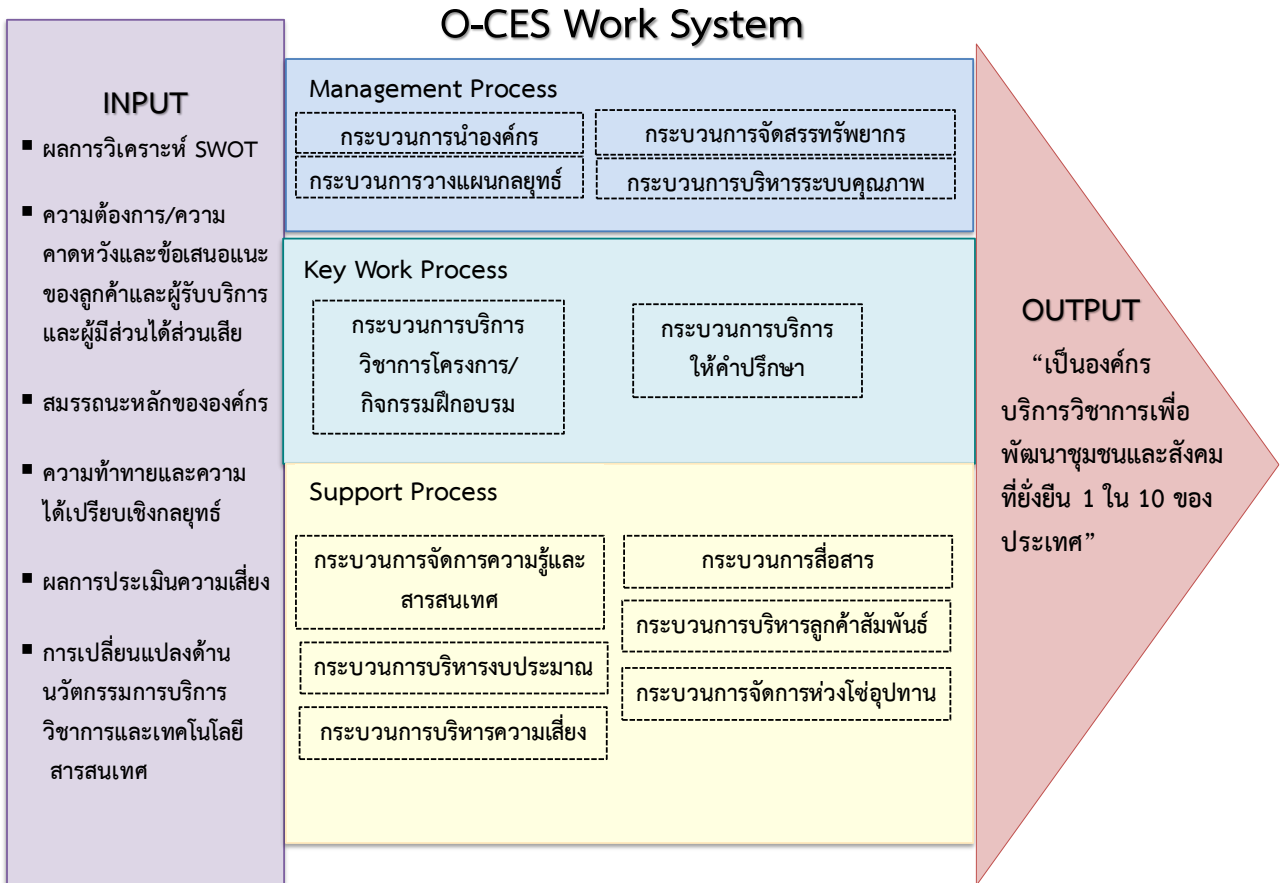 O-CES Work System
INPUT
▪ ผลการวิเคราะห์ SWOT
▪ ความต้องการ/ความ
คาดหวังและข้อเสนอแนะ
ของลูกค้าและผู้รับบริการ
และผู้มีส่วนได้ส่วนเสีย
▪ สมรรถนะหลักขององค์กร
▪ ความท้าทายและความ
ได้เปรียบเชิงกลยุทธ์
▪ ผลการประเมินความเสี่ยง
▪ การเปลี่ยนแปลงด้าน
นวัตกรรมการบริการ
วิชาการและเทคโนโลยี
สารสนเทศ
Management Process
กระบวนการนำองค์กร
กระบวนการจัดสรรทรัพยากร
กระบวนการวางแผนกลยุทธ์
กระบวนการบริหารระบบคุณภาพ
Key Work Process
กระบวนการบริการ
วิชาการโครงการ/
กิจกรรมฝึกอบรม
กระบวนการบริการ
ให้คำปรึกษา
Support Process
กระบวนการจัดการความรู้และ
สารสนเทศ
กระบวนการบริหารงบประมาณ
กระบวนการบริหารความเสี่ยง
กระบวนการสื่อสาร
กระบวนการบริหารลูกค้าสัมพันธ์
กระบวนการจัดการห่วงโซ่อุปทาน
OUTPUT
“เป็นองค์กร
บริการวิชาการเพื่อ
พัฒนาชุมชนและสังคม
ที่ยั่งยืน 1 ใน 10 ของ
ประเทศ”